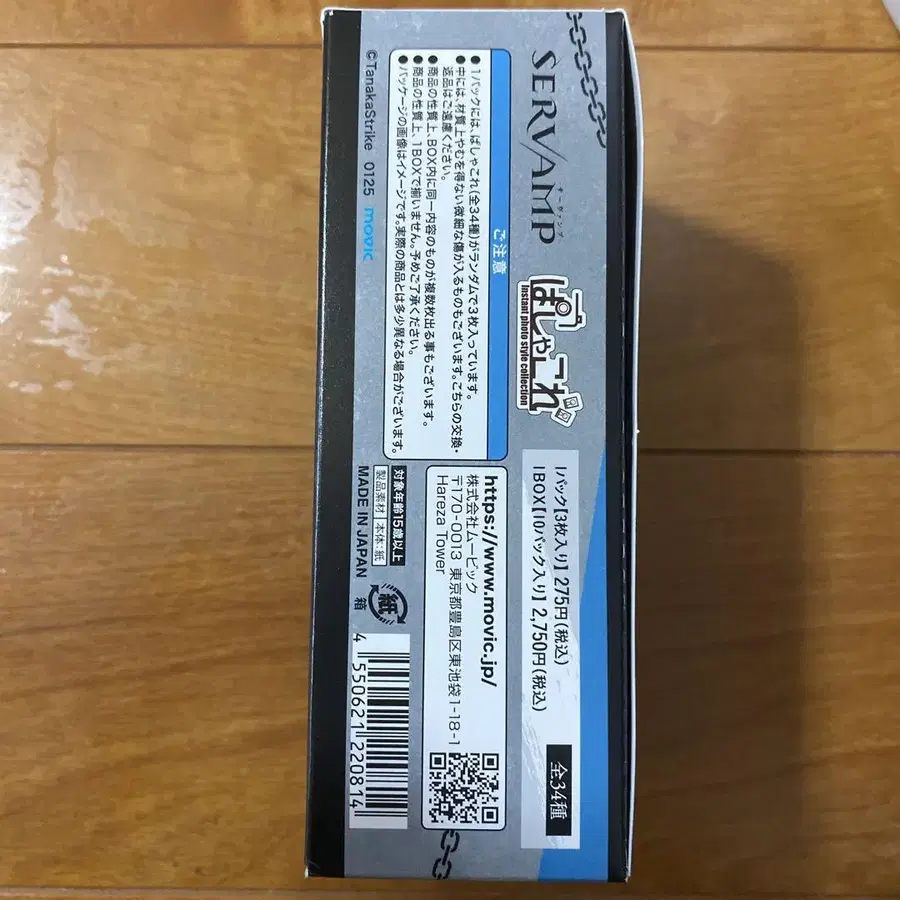 SERVAMP
サーヴァンプ
ぱしゃこれ
Instant photo style collection
1パック【3枚入り】275円(税込)
1BOX【10パック入り】2,750円(税込)
全34種
ご注意
●1パックには、ぱしゃこれ(全34種)がランダムで3枚入っています。
●中には、材質上やむを得ない微細な傷が入るものもございます。こちらの交換・
返品はご遠慮ください。
●商品の性質上、BOX内に同一内容のものが複数枚出る事もございます。
●商品の性質上、1BOXで揃いません。予めご了承ください。
●パッケージの画像はイメージです。実際の商品とは多少異なる場合がございます。
©TanakaStrike 0125 movic
https://www.movic.jp/
株式会社ムービック
〒170-0013 東京都豊島区東池袋1-18-1
Hareza Tower
対象年齢15歳以上
製品素材 本体:紙
MADE IN JAPAN
紙
箱
4 550621 220814